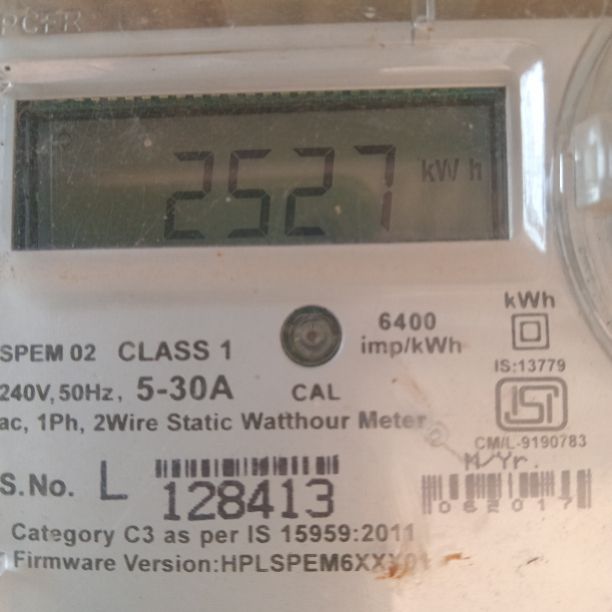 2527 kWh
kWh
6400
imp/kWh
SPEM 02 CLASS 1
IS:13779
240V, 50Hz, 5-30A CAL
ISI
ac, 1Ph, 2Wire Static Watthour Meter
CM/L-9190783
M/Yr.
S.No. L 128413
062017
Category C3 as per IS 15959:2011
Firmware Version: